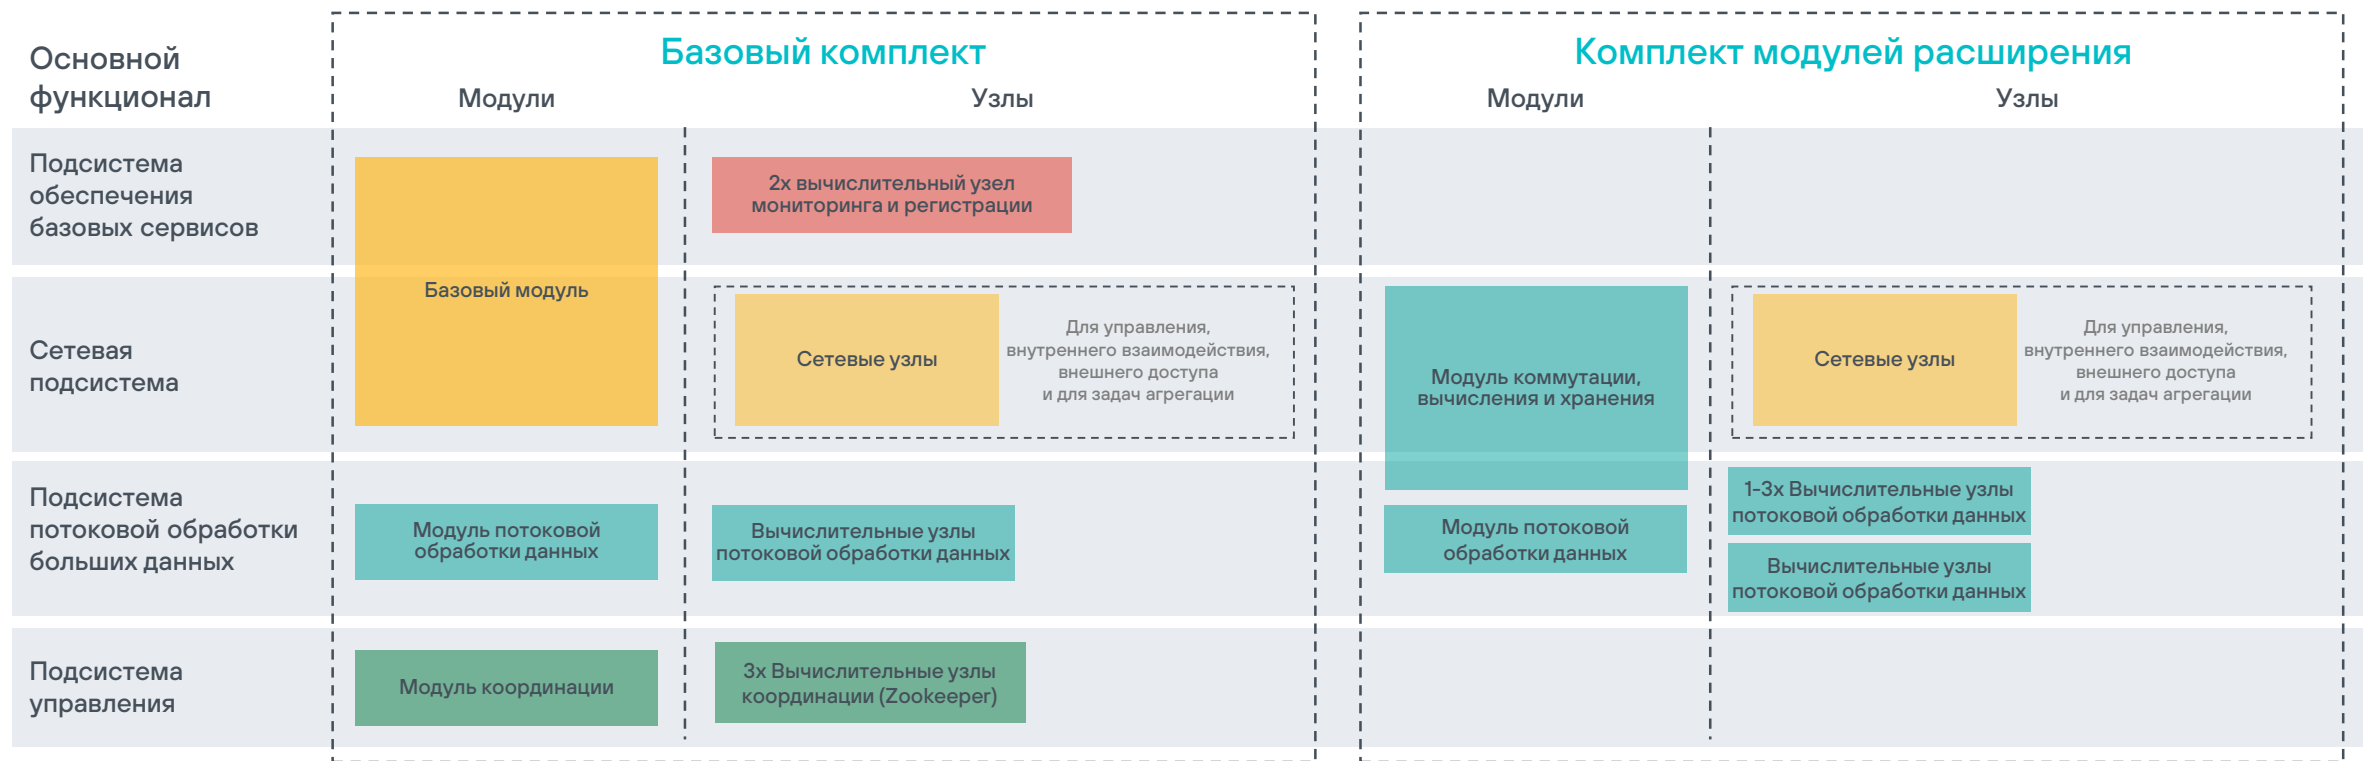 Основной
функционал
Базовый комплект
Модули
Узлы
Комплект модулей расширения
Модули
Узлы
Подсистема
обеспечения
базовых сервисов
Базовый модуль
2х вычислительный узел
мониторинга и регистрации
Сетевая
подсистема
Сетевые узлы
Для управления,
внутреннего взаимодействия,
внешнего доступа
и для задач агрегации
Модуль коммутации,
вычисления и хранения
Сетевые узлы
Для управления,
внутреннего взаимодействия,
внешнего доступа
и для задач агрегации
Подсистема
потоковой обработки
больших данных
Модуль потоковой
обработки данных
Вычислительные узлы
потоковой обработки данных
Модуль потоковой
обработки данных
1-3х Вычислительные узлы
потоковой обработки данных
Вычислительные узлы
потоковой обработки данных
Подсистема
управления
Модуль координации
3х Вычислительные узлы
координации (Zookeeper)